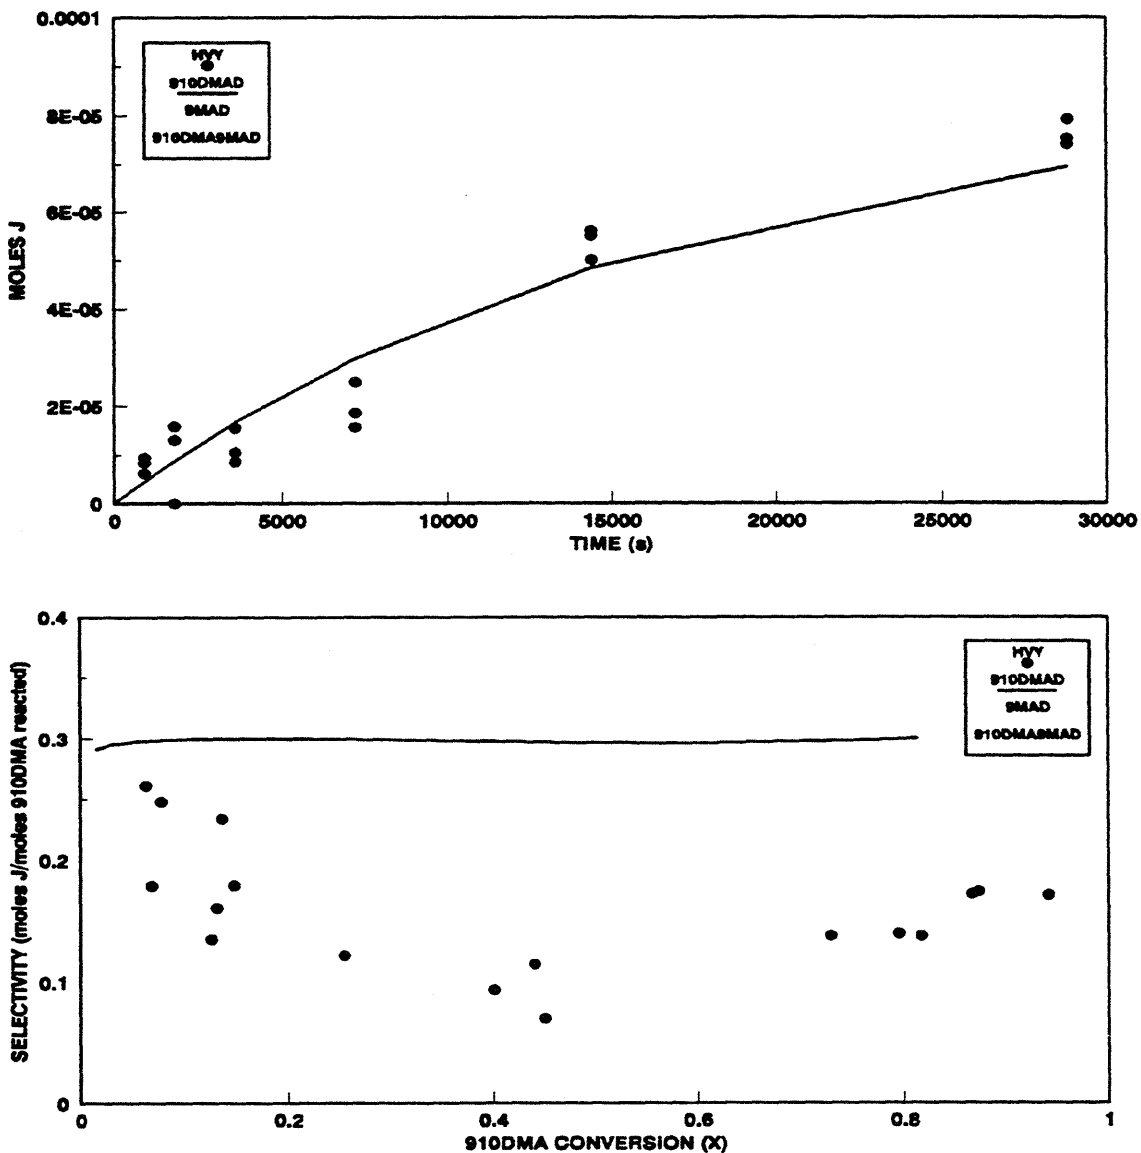 0.0001
8E-05
6E-05
4E-05
2E-05
0
MOLES J
HVY
910DMAD
9MAD
910DMA9MAD
0 5000 10000 15000 20000 25000 30000
TIME (s)
0.4
0.3
0.2
0.1
0
SELECTIVITY (moles J/moles 910DMA reacted)
HVY
910DMAD
9MAD
910DMA9MAD
0 0.2 0.4 0.6 0.8 1
910DMA CONVERSION (X)